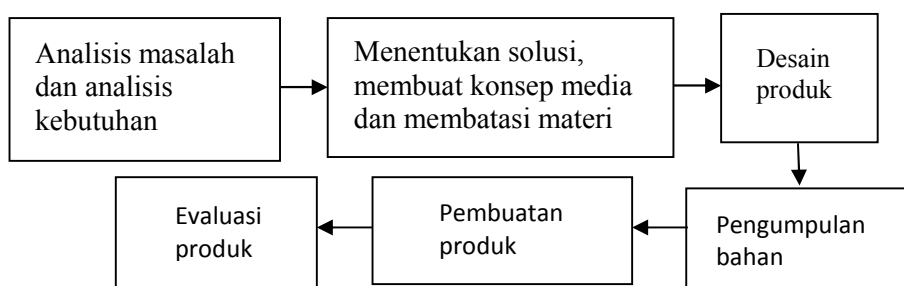 Analisis masalah
dan analisis
kebutuhan
Menentukan solusi,
membuat konsep media
dan membatasi materi
Desain
produk
Pengumpulan
bahan
Pembuatan
produk
Evaluasi
produk